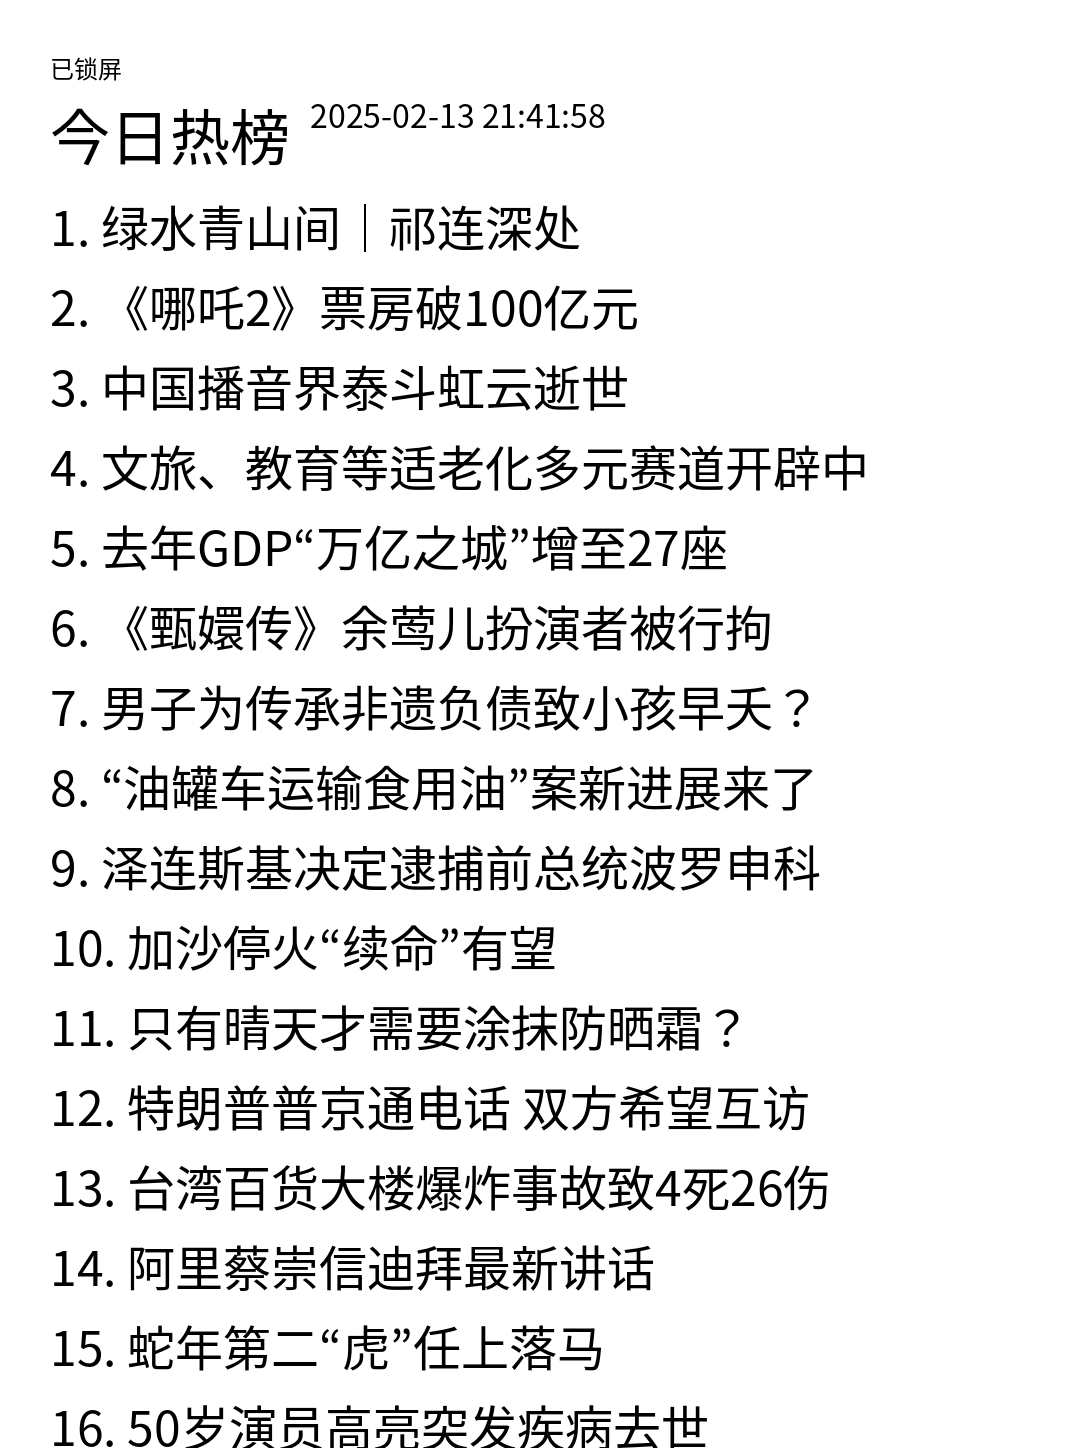 已锁屏
今日热榜 2025-02-13 21:41:58
1. 绿水青山间｜祁连深处
2. 《哪吒2》票房破100亿元
3. 中国播音界泰斗虹云逝世
4. 文旅、教育等适老化多元赛道开辟中
5. 去年GDP“万亿之城”增至27座
6. 《甄嬛传》余莺儿扮演者被行拘
7. 男子为传承非遗负债致小孩早夭？
8. “油罐车运输食用油”案新进展来了
9. 泽连斯基决定逮捕前总统波罗申科
10. 加沙停火“续命”有望
11. 只有晴天才需要涂抹防晒霜？
12. 特朗普普京通电话 双方希望互访
13. 台湾百货大楼爆炸事故致4死26伤
14. 阿里蔡崇信迪拜最新讲话
15. 蛇年第二“虎”任上落马
16. 50岁演员高亮突发疾病去世